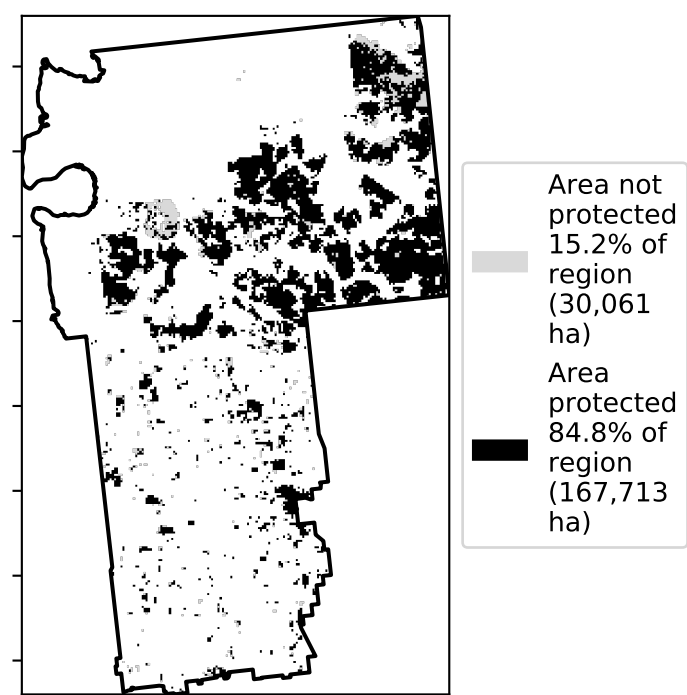 Area not
protected
15.2% of
region
(30,061
ha)
Area
protected
84.8% of
region
(167,713
ha)